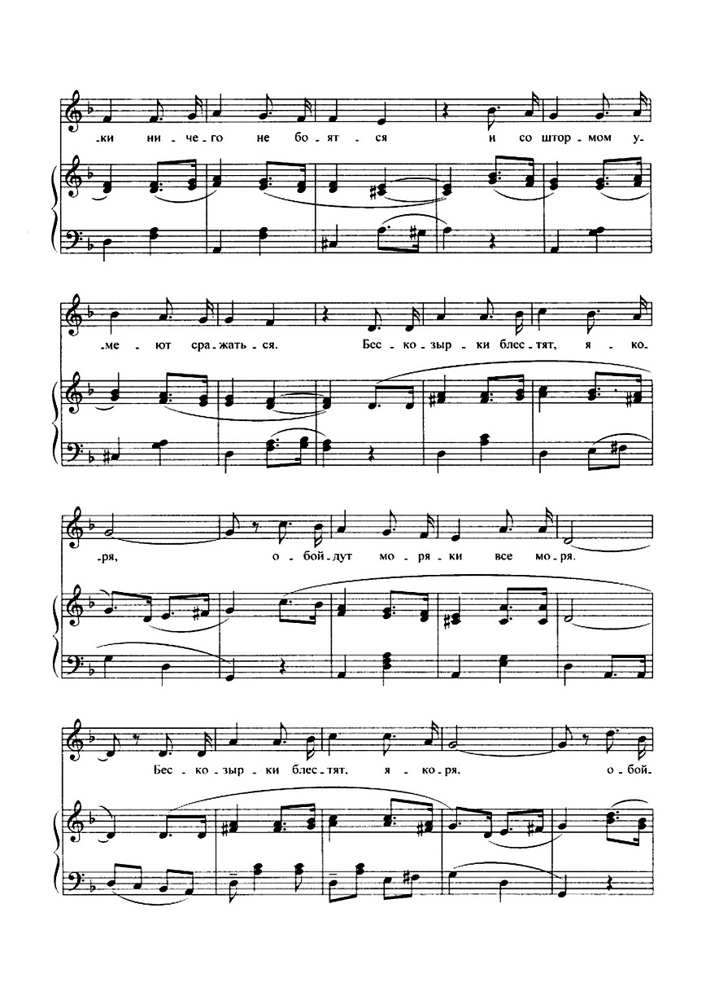 -ки ни-че-го не бо-ят-ся и со штор-мом у-
-ме-ют сра-жать-ся. Бес-ко-зыр-ки блес-тят, я-ко-
-ря, о-бой-дут мо-ря-ки все мо-ря.
Бес-ко-зыр-ки блес-тят, я-ко-ря. о-бой-